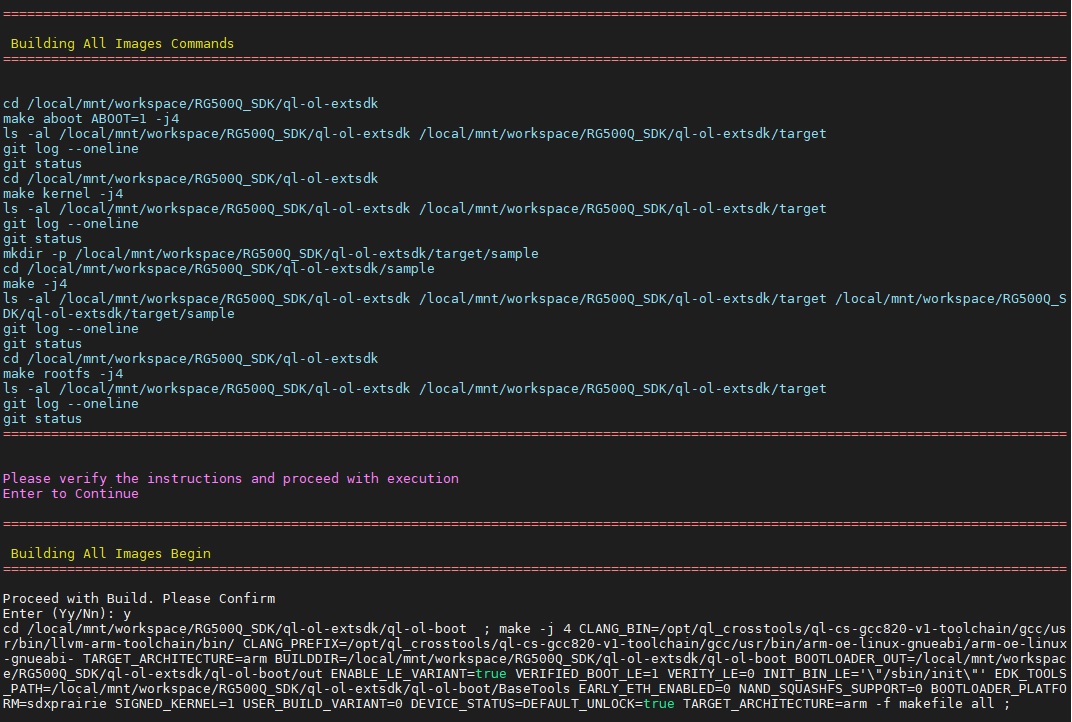 ================================================================================
Building All Images Commands
================================================================================
cd /local/mnt/workspace/RG500Q_SDK/ql-ol-extsdk
make aboot ABOOT=1 -j4
ls -al /local/mnt/workspace/RG500Q_SDK/ql-ol-extsdk /local/mnt/workspace/RG500Q_SDK/ql-ol-extsdk/target
git log --oneline
git status
cd /local/mnt/workspace/RG500Q_SDK/ql-ol-extsdk
make kernel -j4
ls -al /local/mnt/workspace/RG500Q_SDK/ql-ol-extsdk /local/mnt/workspace/RG500Q_SDK/ql-ol-extsdk/target
git log --oneline
git status
mkdir -p /local/mnt/workspace/RG500Q_SDK/ql-ol-extsdk/target/sample
cd /local/mnt/workspace/RG500Q_SDK/ql-ol-extsdk/sample
make -j4
ls -al /local/mnt/workspace/RG500Q_SDK/ql-ol-extsdk /local/mnt/workspace/RG500Q_SDK/ql-ol-extsdk/target /local/mnt/workspace/RG500Q_S
DK/ql-ol-extsdk/target/sample
git log --oneline
git status
cd /local/mnt/workspace/RG500Q_SDK/ql-ol-extsdk
make rootfs -j4
ls -al /local/mnt/workspace/RG500Q_SDK/ql-ol-extsdk /local/mnt/workspace/RG500Q_SDK/ql-ol-extsdk/target
git log --oneline
git status
================================================================================
Please verify the instructions and proceed with execution
Enter to Continue
================================================================================
Building All Images Begin
================================================================================
Proceed with Build. Please Confirm
Enter (Yy/Nn): y
cd /local/mnt/workspace/RG500Q_SDK/ql-ol-extsdk/ql-ol-boot  ; make -j 4 CLANG_BIN=/opt/ql_crosstools/ql-cs-gcc820-v1-toolchain/gcc/us
r/bin/llvm-arm-toolchain/bin/ CLANG_PREFIX=/opt/ql_crosstools/ql-cs-gcc820-v1-toolchain/gcc/usr/bin/arm-oe-linux-gnueabi/arm-oe-linux
-gnueabi- TARGET_ARCHITECTURE=arm BUILDDIR=/local/mnt/workspace/RG500Q_SDK/ql-ol-extsdk/ql-ol-boot BOOTLOADER_OUT=/local/mnt/workspac
e/RG500Q_SDK/ql-ol-extsdk/ql-ol-boot/out ENABLE_LE_VARIANT=true VERIFIED_BOOT_LE=1 VERITY_LE=0 INIT_BIN_LE='\"/sbin/init\"' EDK_TOOLS
_PATH=/local/mnt/workspace/RG500Q_SDK/ql-ol-extsdk/ql-ol-boot/BaseTools EARLY_ETH_ENABLED=0 NAND_SQUASHFS_SUPPORT=0 BOOTLOADER_PLATFO
RM=sdxprairie SIGNED_KERNEL=1 USER_BUILD_VARIANT=0 DEVICE_STATUS=DEFAULT_UNLOCK=true TARGET_ARCHITECTURE=arm -f makefile all ;